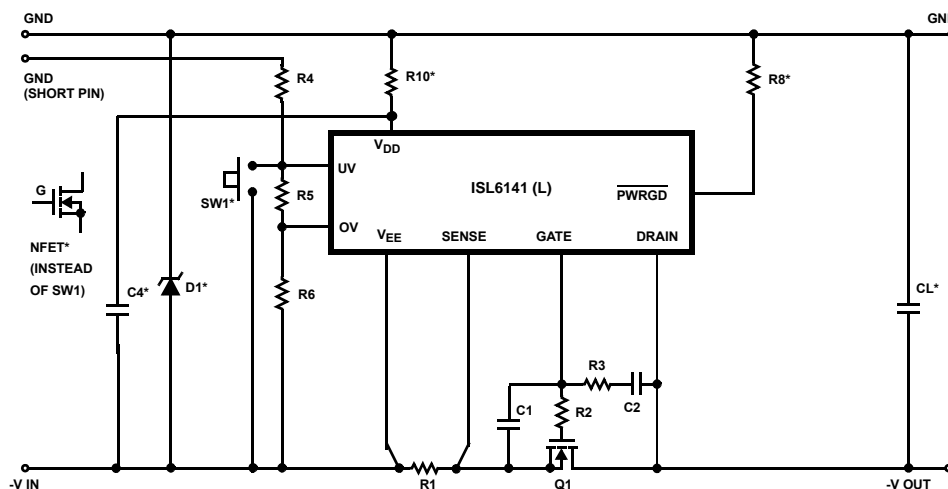 GND
GND
GND
(SHORT PIN)
R4
R10*
R8*
VDD
UV
ISL6141 (L)
PWRGD
G
SW1*
R5
OV
VEE
SENSE
GATE
DRAIN
NFET*
(INSTEAD
OF SW1)
C4*
D1*
R6
CL*
R3
C1
R2
C2
-V IN
R1
Q1
-V OUT